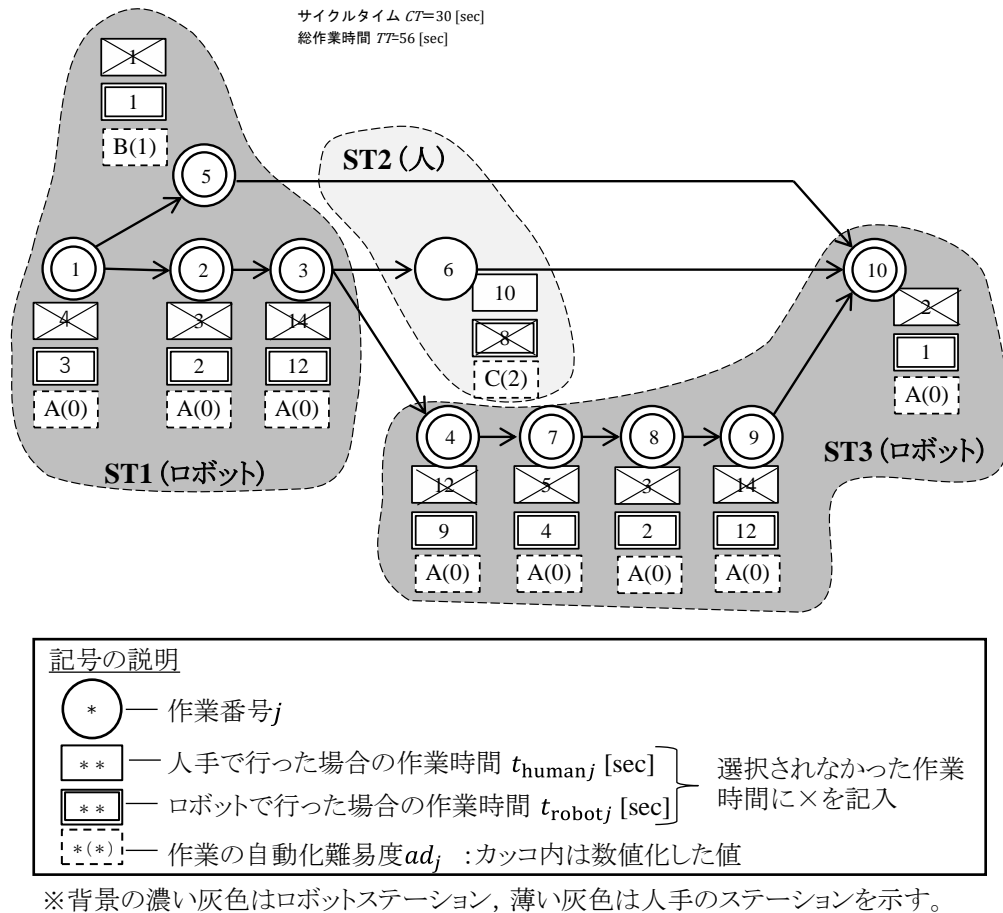 サイクルタイム CT=30 [sec]
総作業時間 TT=56 [sec]
1
1
B(1)
5
ST2 (人)
1
2
3
6
10
4
3
14
10
2
3
2
12
8
1
A(0)
A(0)
A(0)
C(2)
A(0)
ST1 (ロボット)
4
7
8
9
ST3 (ロボット)
12
5
3
14
9
4
2
12
A(0)
A(0)
A(0)
A(0)
記号の説明
* 作業番号j
** 人手で行った場合の作業時間 t_humanj [sec]
** ロボットで行った場合の作業時間 t_robotj [sec]
選択されなかった作業
時間に×を記入
*(*) 作業の自動化難易度ad_j :カッコ内は数値化した値
※背景の濃い灰色はロボットステーション, 薄い灰色は人手のステーションを示す。